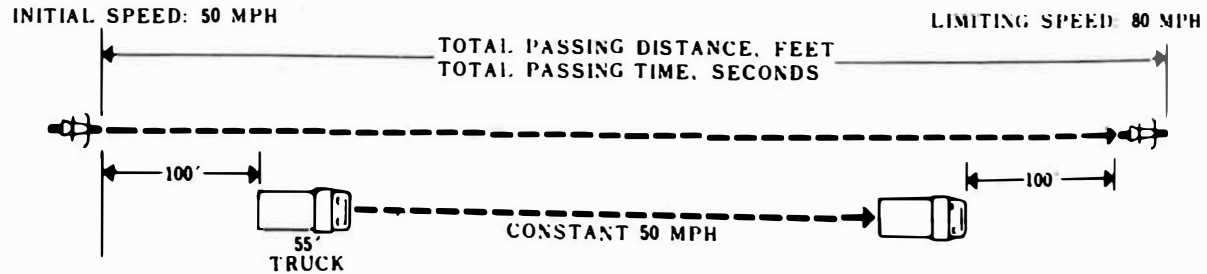 INITIAL SPEED: 50 MPH
LIMITING SPEED: 80 MPH
TOTAL PASSING DISTANCE, FEET
TOTAL PASSING TIME, SECONDS
100'
100'
CONSTANT 50 MPH
55'
TRUCK